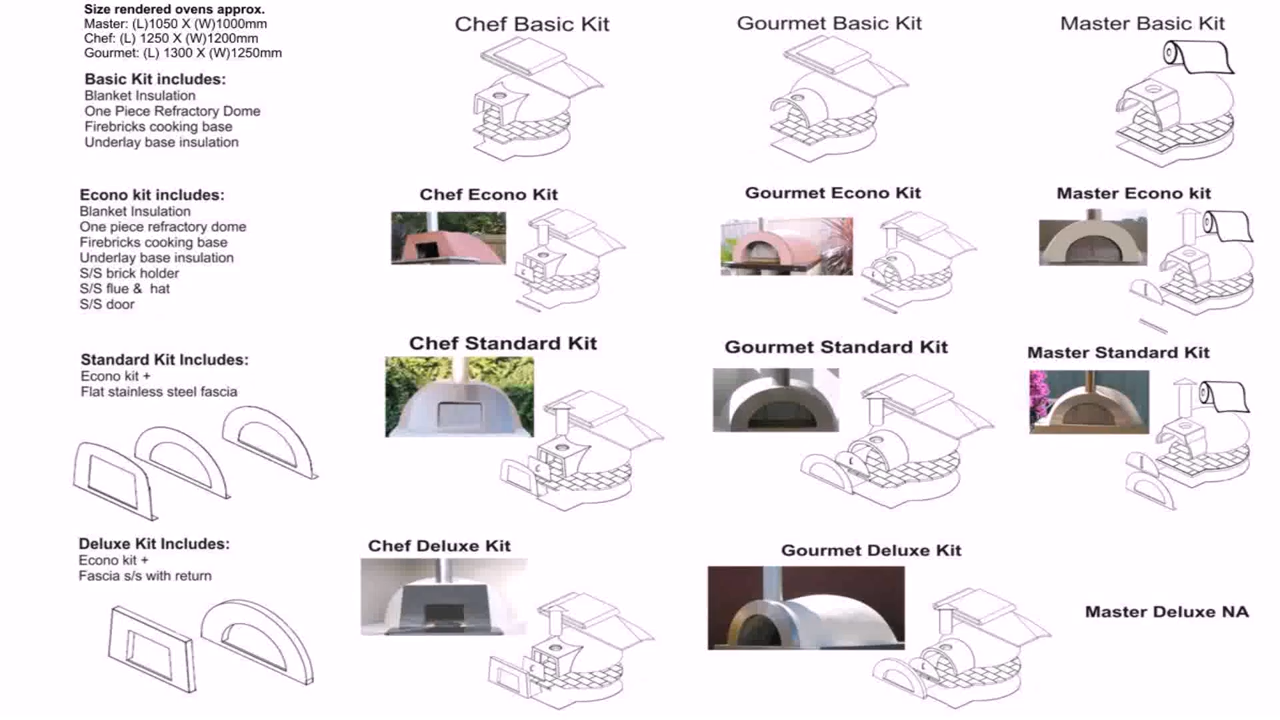 Size rendered ovens approx.
Master: (L)1050 X (W)1000mm
Chef: (L) 1250 X (W)1200mm
Gourmet: (L) 1300 X (W)1250mm
Basic Kit includes:
Blanket Insulation
One Piece Refractory Dome
Firebricks cooking base
Underlay base insulation
Chef Basic Kit
Gourmet Basic Kit
Master Basic Kit
Econo kit includes:
Blanket Insulation
One piece refractory dome
Firebricks cooking base
Underlay base insulation
S/S brick holder
S/S flue & hat
S/S door
Chef Econo Kit
Gourmet Econo Kit
Master Econo kit
Standard Kit Includes:
Econo kit +
Flat stainless steel fascia
Chef Standard Kit
Gourmet Standard Kit
Master Standard Kit
Deluxe Kit Includes:
Econo kit +
Fascia s/s with return
Chef Deluxe Kit
Gourmet Deluxe Kit
Master Deluxe NA